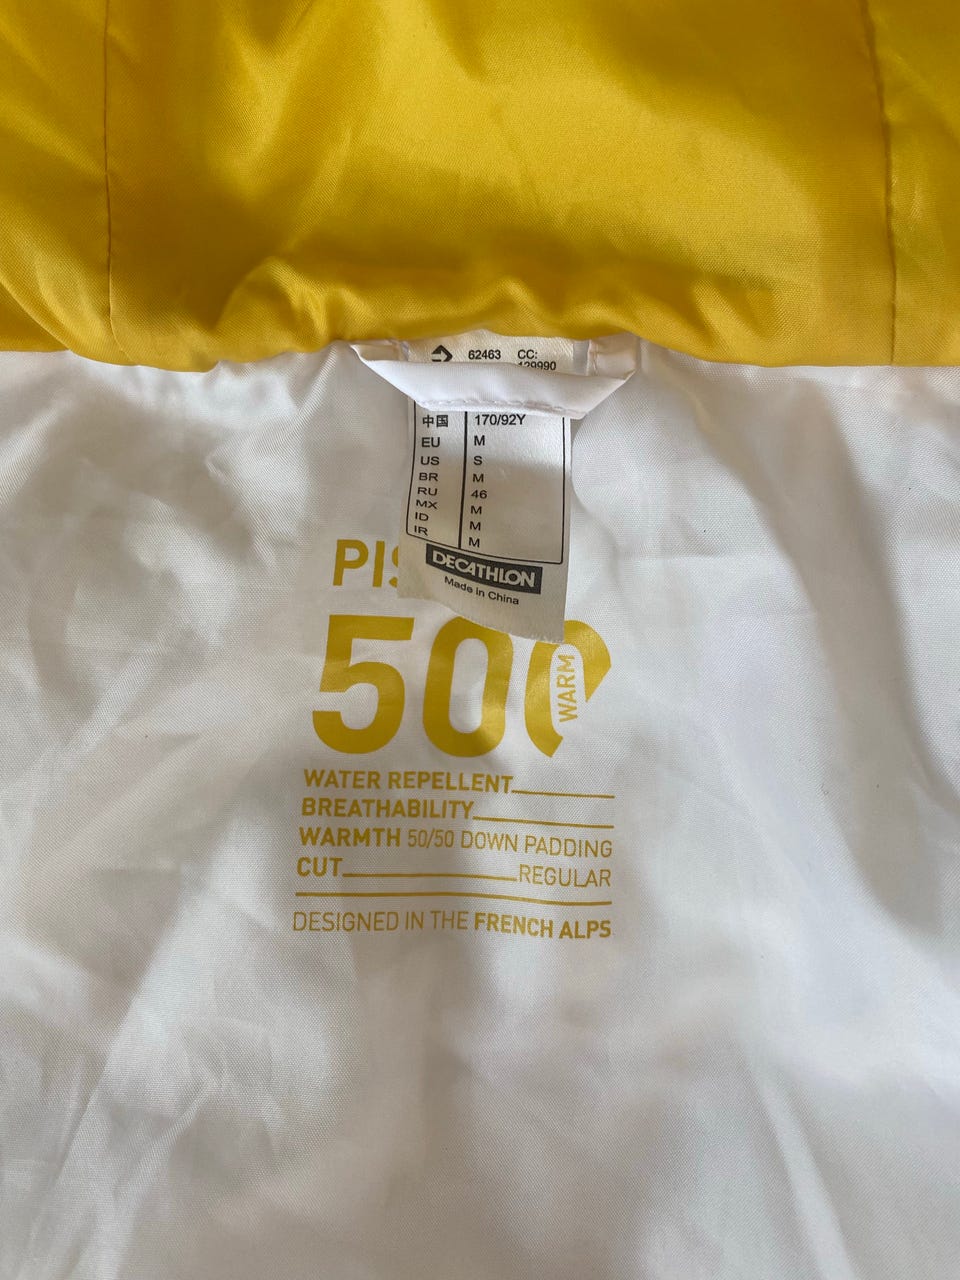 62463 CC:
129990
中国 170/92Y
EU M
US S
BR M
RU 46
MX M
ID M
IR M
DECATHLON
Made in China
500
WARM
WATER REPELLENT
BREATHABILITY
WARMTH 50/50 DOWN PADDING
CUT REGULAR
DESIGNED IN THE FRENCH ALPS